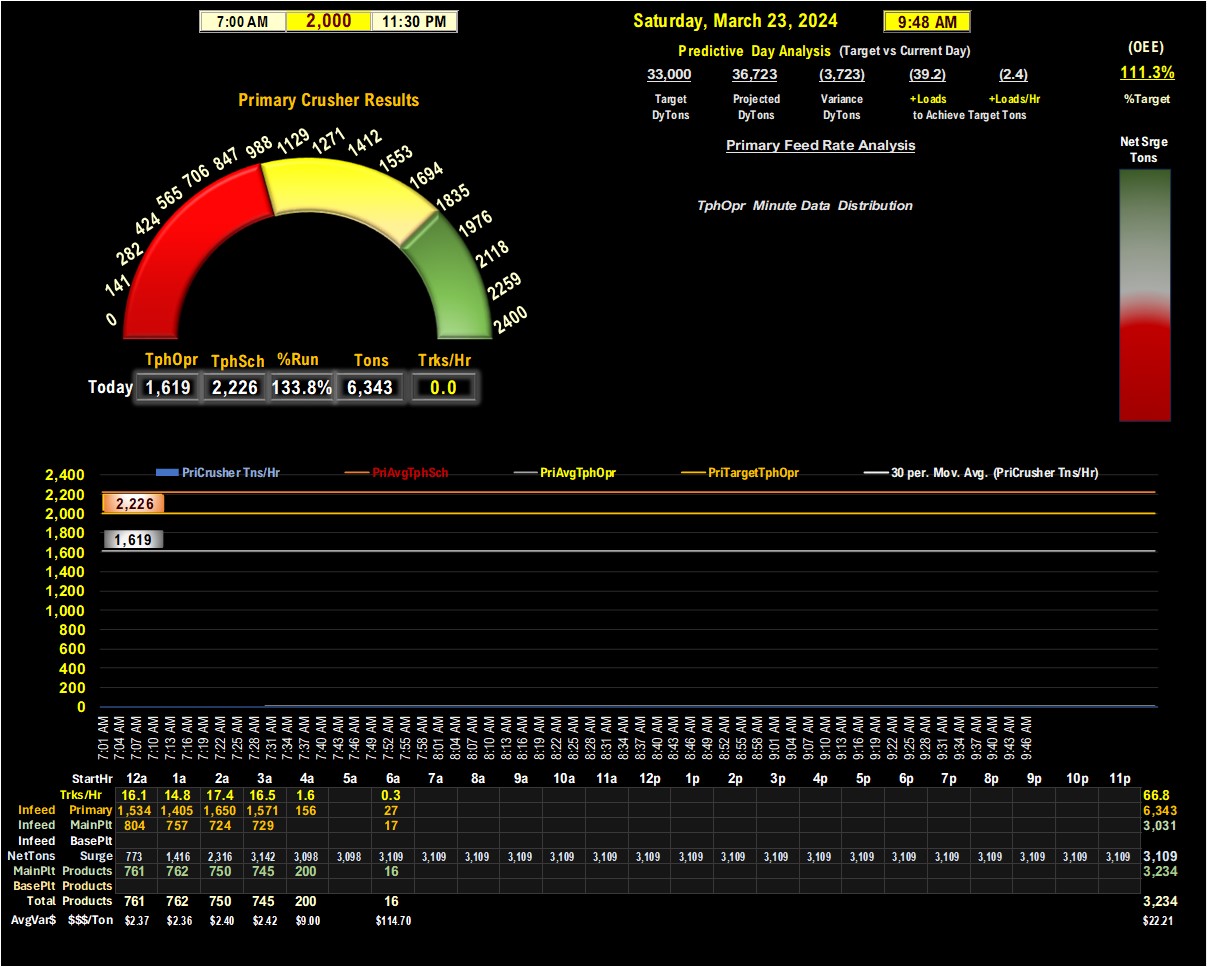 7:00 AM 2,000 11:30 PM
Saturday, March 23, 2024 9:48 AM
Predictive Day Analysis (Target vs Current Day)
(OEE)
33,000 36,723 (3,723) (39.2) (2.4)
111.3%
Target Projected Variance +Loads +Loads/Hr
%Target
DyTons DyTons DyTons to Achieve Target Tons
Primary Crusher Results
Primary Feed Rate Analysis
Net Srge
Tons
TphOpr Minute Data Distribution
0 141 282 424 565 706 847 988 1129 1271 1412 1553 1694 1835 1976 2118 2259 2400
TphOpr TphSch %Run Tons Trks/Hr
Today 1,619 2,226 133.8% 6,343 0.0
PriCrusher Tns/Hr PriAvgTphSch PriAvgTphOpr PriTargetTphOpr 30 per. Mov. Avg. (PriCrusher Tns/Hr)
2,400
2,200
2,226
2,000
1,800
1,619
1,600
1,400
1,200
1,000
800
600
400
200
0
7:01 AM 7:04 AM 7:07 AM 7:10 AM 7:13 AM 7:16 AM 7:19 AM 7:22 AM 7:25 AM 7:28 AM 7:31 AM 7:34 AM 7:37 AM 7:40 AM 7:43 AM 7:46 AM 7:49 AM 7:52 AM 7:55 AM 7:58 AM 8:01 AM 8:04 AM 8:07 AM 8:10 AM 8:13 AM 8:16 AM 8:19 AM 8:22 AM 8:25 AM 8:28 AM 8:31 AM 8:34 AM 8:37 AM 8:40 AM 8:43 AM 8:46 AM 8:49 AM 8:52 AM 8:55 AM 8:58 AM 9:01 AM 9:04 AM 9:07 AM 9:10 AM 9:13 AM 9:16 AM 9:19 AM 9:22 AM 9:25 AM 9:28 AM 9:31 AM 9:34 AM 9:37 AM 9:40 AM 9:43 AM 9:46 AM
StartHr 12a 1a 2a 3a 4a 5a 6a 7a 8a 9a 10a 11a 12p 1p 2p 3p 4p 5p 6p 7p 8p 9p 10p 11p
Trks/Hr 16.1 14.8 17.4 16.5 1.6 0.3 66.8
Infeed Primary 1,534 1,405 1,650 1,571 156 27 6,343
Infeed MainPlt 804 757 724 729 17 3,031
Infeed BasePlt
NetTons Surge 773 1,416 2,316 3,142 3,098 3,098 3,109 3,109 3,109 3,109 3,109 3,109 3,109 3,109 3,109 3,109 3,109 3,109 3,109 3,109 3,109 3,109 3,109 3,109 3,109
MainPlt Products 761 762 750 745 200 16 3,234
BasePlt Products
Total Products 761 762 750 745 200 16 3,234
AvgVar$ $$$/Ton $2.37 $2.36 $2.40 $2.42 $9.00 $114.70 $22.21